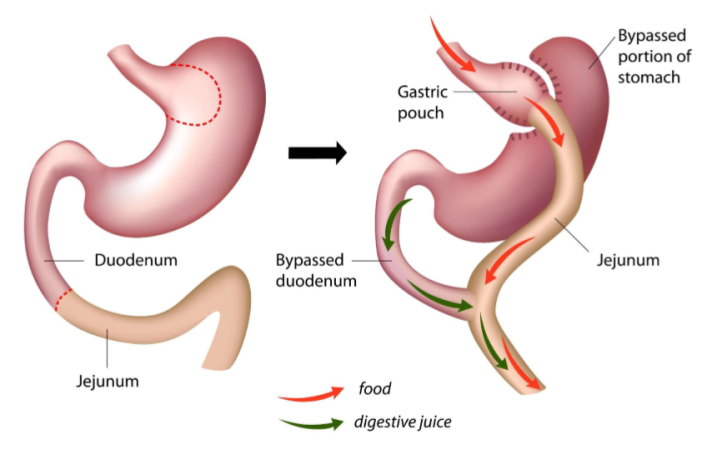 Bypassed
portion of
stomach
Gastric
pouch
Duodenum
Bypassed
duodenum
Jejunum
Jejunum
food
digestive juice